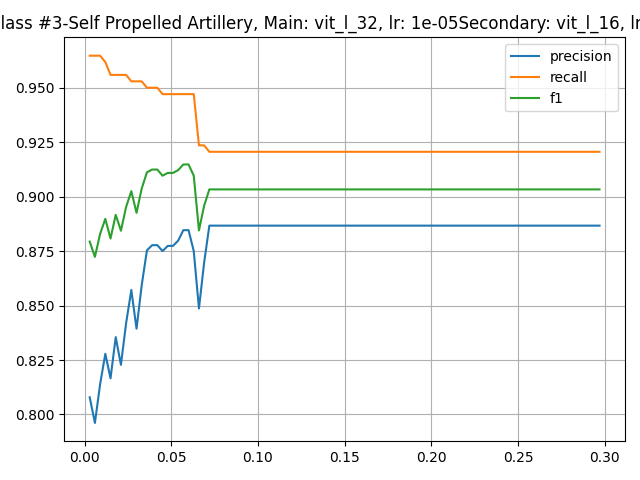 lass #3-Self Propelled Artillery, Main: vit_l_32, lr: 1e-05Secondary: vit_l_16, lr
precision
recall
f1
0.950
0.925
0.900
0.875
0.850
0.825
0.800
0.00 0.05 0.10 0.15 0.20 0.25 0.30